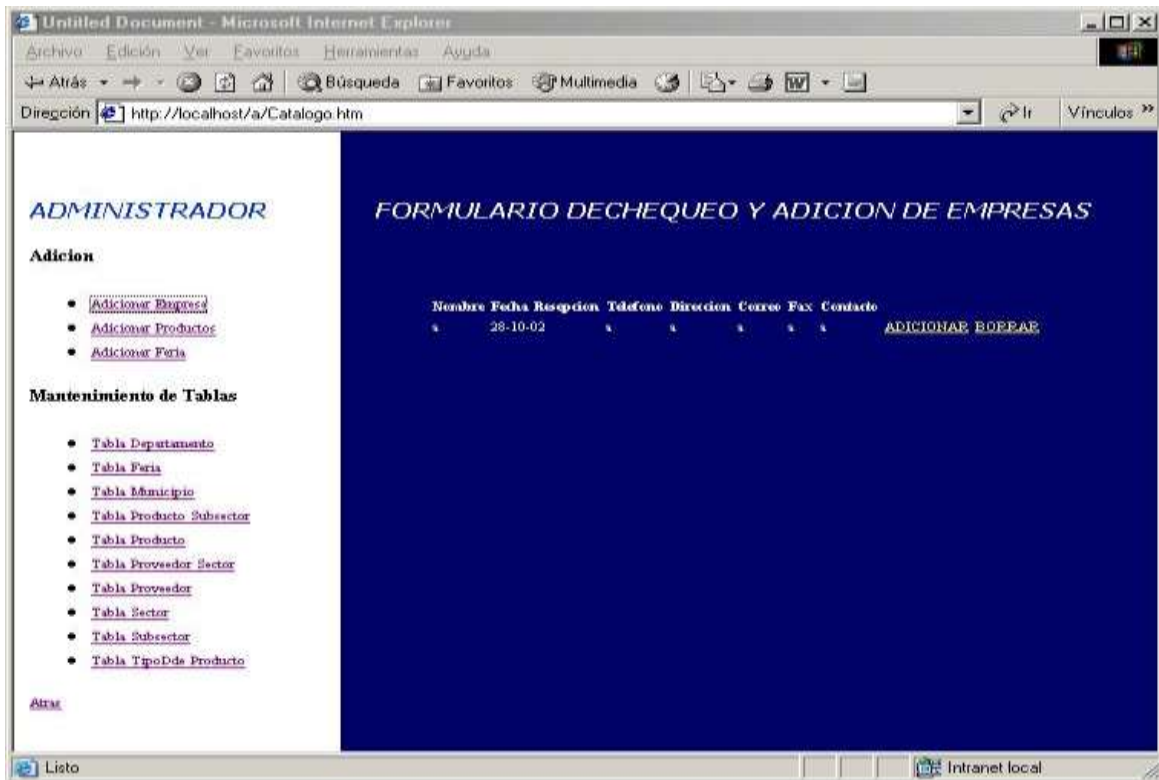 Untitled Document - Microsoft Internet Explorer
Archivo Edición Ver Favoritos Herramientas Ayuda
Atrás Búsqueda Favoritos Multimedia
Dirección http://localhost/a/Catalogo.htm Ir Vínculos »
ADMINISTRADOR
Adicion
Adicionar Empresa
Adicionar Productos
Adicionar Feria
Mantenimiento de Tablas
Tabla Departamento
Tabla Feria
Tabla Municipio
Tabla Producto Subsector
Tabla Producto
Tabla Proveedor Sector
Tabla Proveedor
Tabla Sector
Tabla Subsector
Tabla TipoDde Producto
Atras
FORMULARIO DECHEQUEO Y ADICION DE EMPRESAS
Nombre Fecha Resepcion Telefono Direccion Correo Fax Contacto
28-10-02 ADICIONAR BORRAR
Listo Intranet local